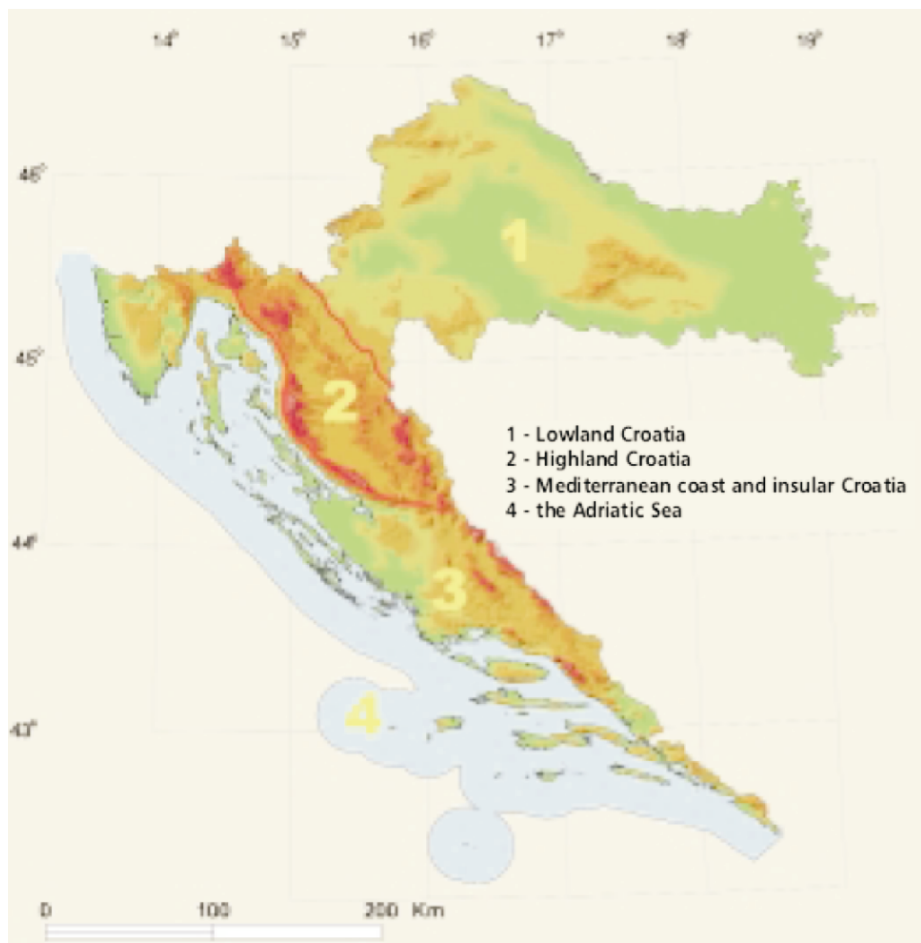 14° 15° 16° 17° 18° 19°
46°
1
45°
2
1 - Lowland Croatia
2 - Highland Croatia
3 - Mediterranean coast and insular Croatia
4 - the Adriatic Sea
44°
3
4
43°
0 100 200 Km